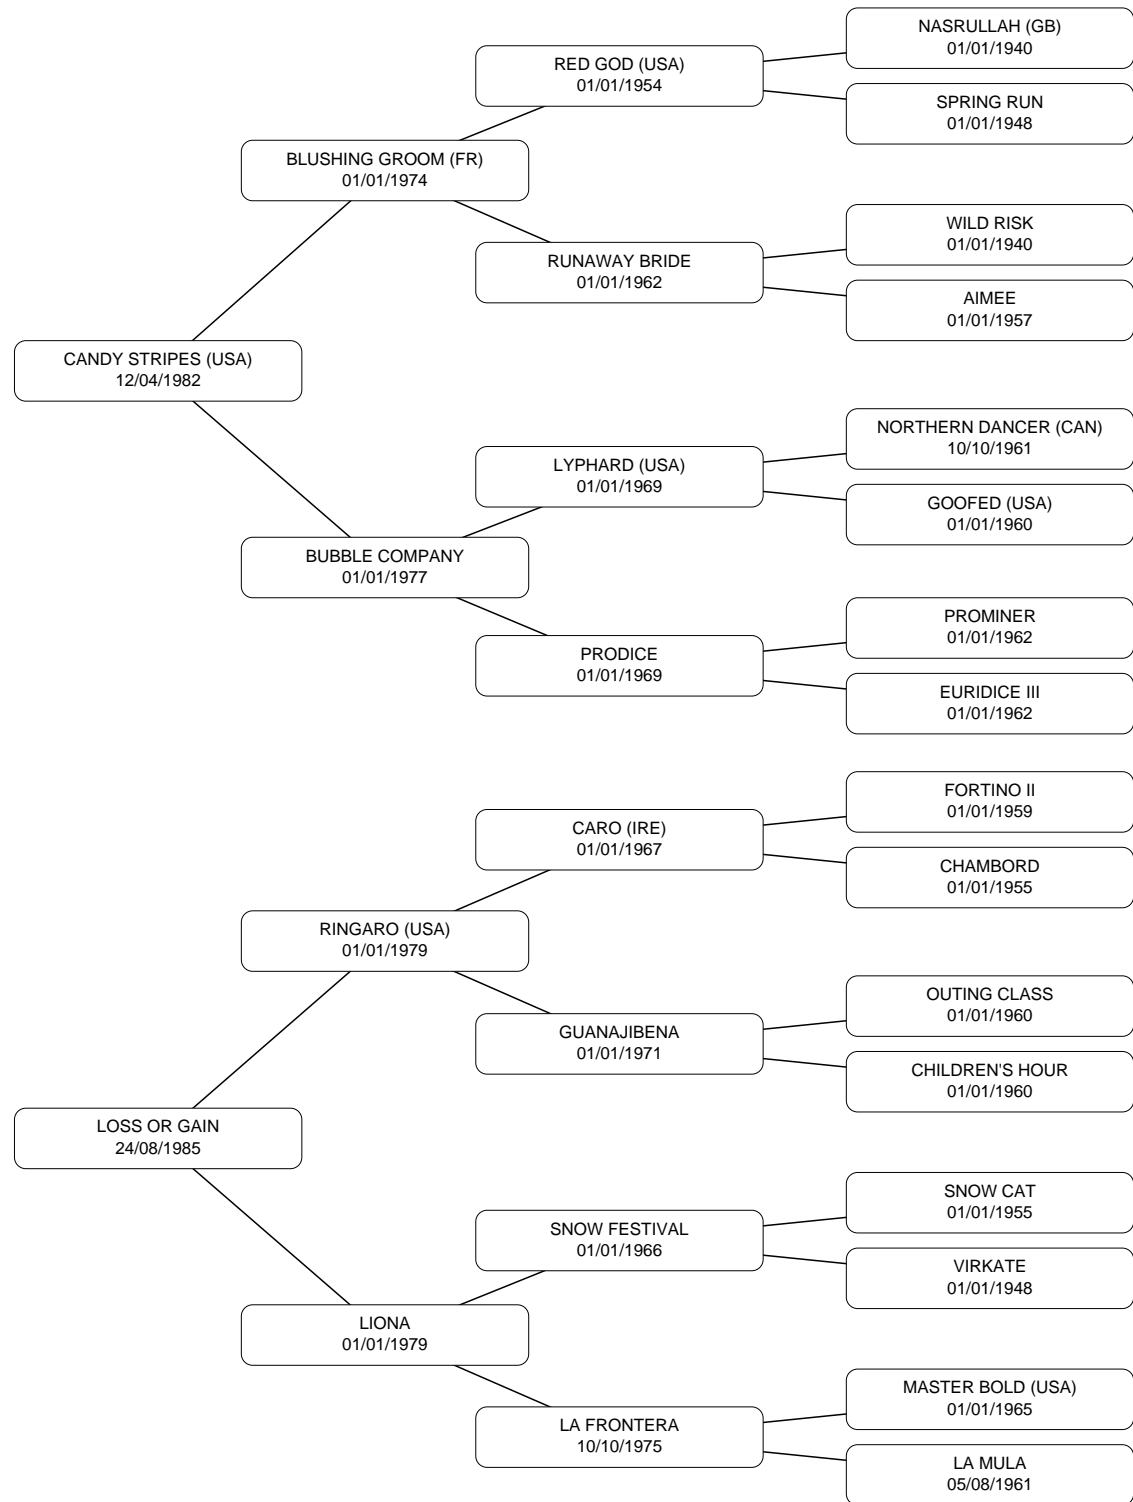 NASRULLAH (GB)
01/01/1940
RED GOD (USA)
01/01/1954
SPRING RUN
01/01/1948
BLUSHING GROOM (FR)
01/01/1974
WILD RISK
01/01/1940
RUNAWAY BRIDE
01/01/1962
AIMEE
01/01/1957
CANDY STRIPES (USA)
12/04/1982
NORTHERN DANCER (CAN)
10/10/1961
LYPHARD (USA)
01/01/1969
GOOFED (USA)
01/01/1960
BUBBLE COMPANY
01/01/1977
PROMINER
01/01/1962
PRODICE
01/01/1969
EURIDICE III
01/01/1962
FORTINO II
01/01/1959
CARO (IRE)
01/01/1967
CHAMBORD
01/01/1955
RINGARO (USA)
01/01/1979
OUTING CLASS
01/01/1960
GUANAJIBENA
01/01/1971
CHILDREN'S HOUR
01/01/1960
LOSS OR GAIN
24/08/1985
SNOW CAT
01/01/1955
SNOW FESTIVAL
01/01/1966
VIRKATE
01/01/1948
LIONA
01/01/1979
MASTER BOLD (USA)
01/01/1965
LA FRONTERA
10/10/1975
LA MULA
05/08/1961